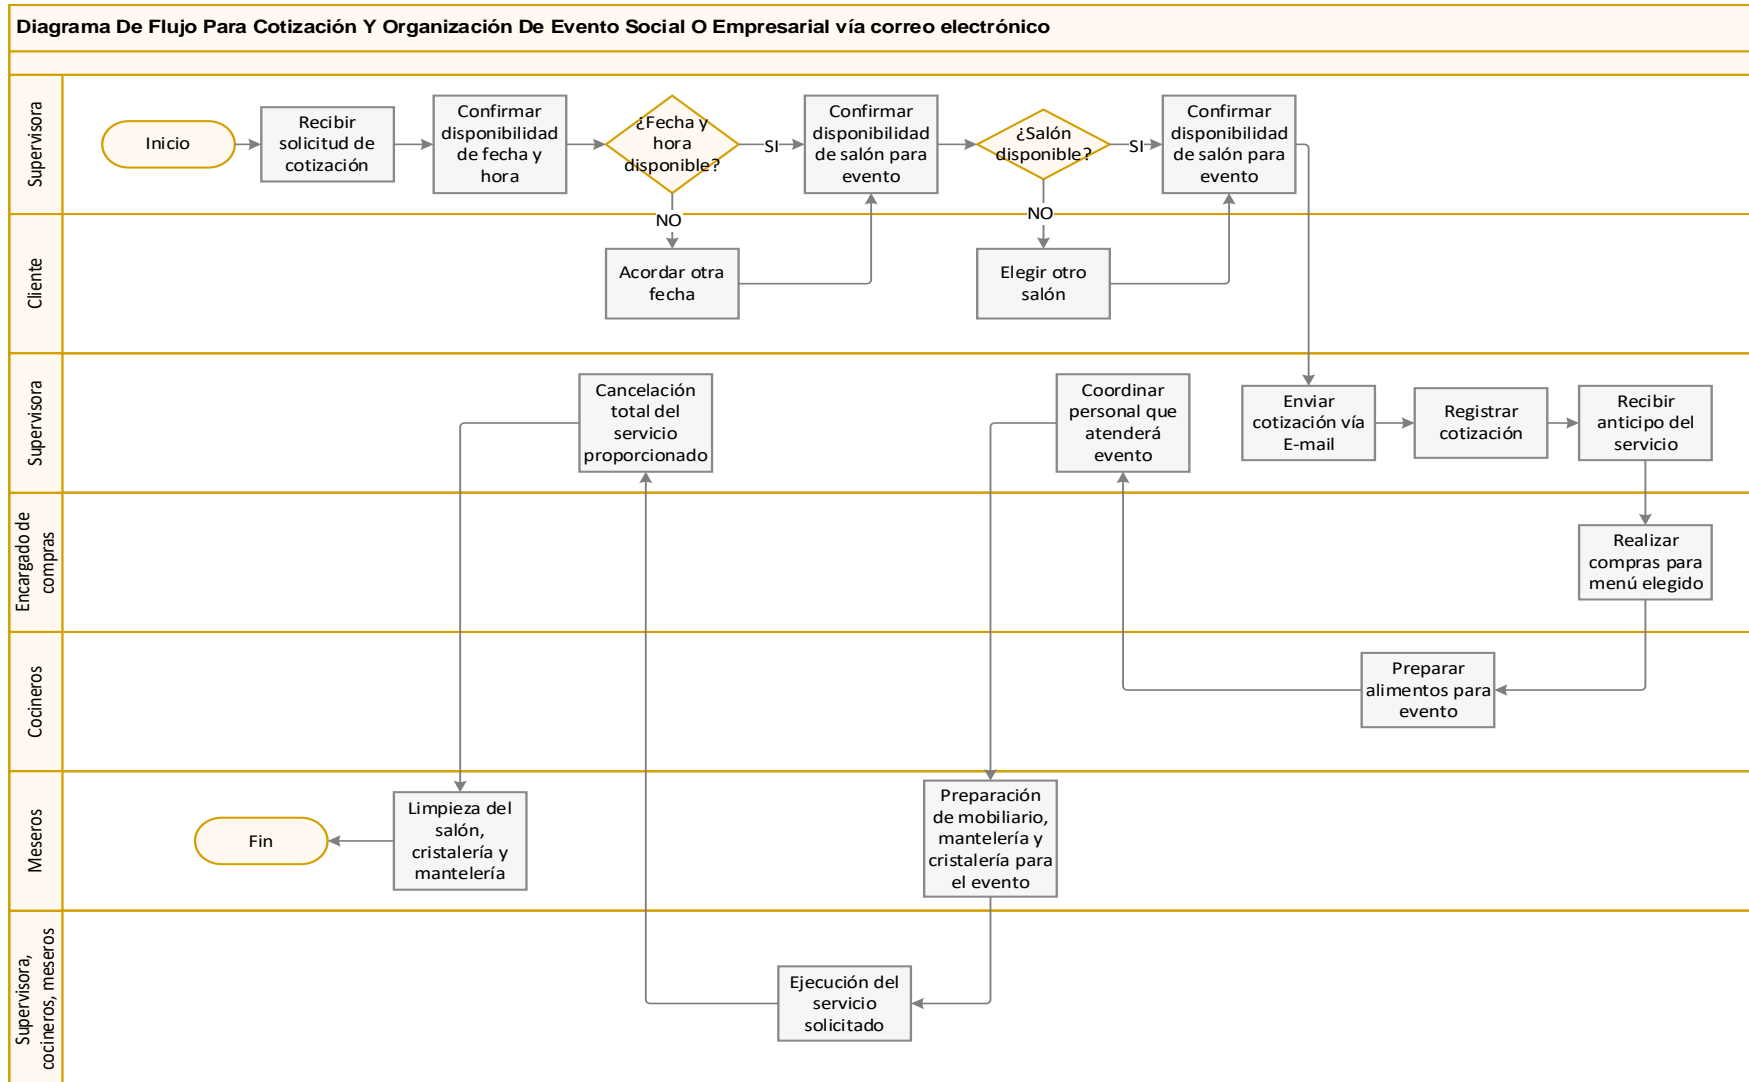 Diagrama De Flujo Para Cotización Y Organización De Evento Social O Empresarial vía correo electrónico
Supervisora
Inicio
Recibir
solicitud de
cotización
Confirmar
disponibilidad
de fecha y
hora
¿Fecha y
hora
disponible?
SI
NO
Confirmar
disponibilidad
de salón para
evento
¿Salón
disponible?
SI
NO
Confirmar
disponibilidad
de salón para
evento
Cliente
Acordar otra
fecha
Elegir otro
salón
Supervisora
Cancelación
total del
servicio
proporcionado
Coordinar
personal que
atenderá
evento
Enviar
cotización vía
E-mail
Registrar
cotización
Recibir
anticipo del
servicio
Encargado de
compras
Realizar
compras para
menú elegido
Cocineros
Preparar
alimentos para
evento
Meseros
Fin
Limpieza del
salón,
cristalería y
mantelería
Preparación
de mobiliario,
mantelería y
cristalería para
el evento
Supervisora,
cocineros, meseros
Ejecución del
servicio
solicitado